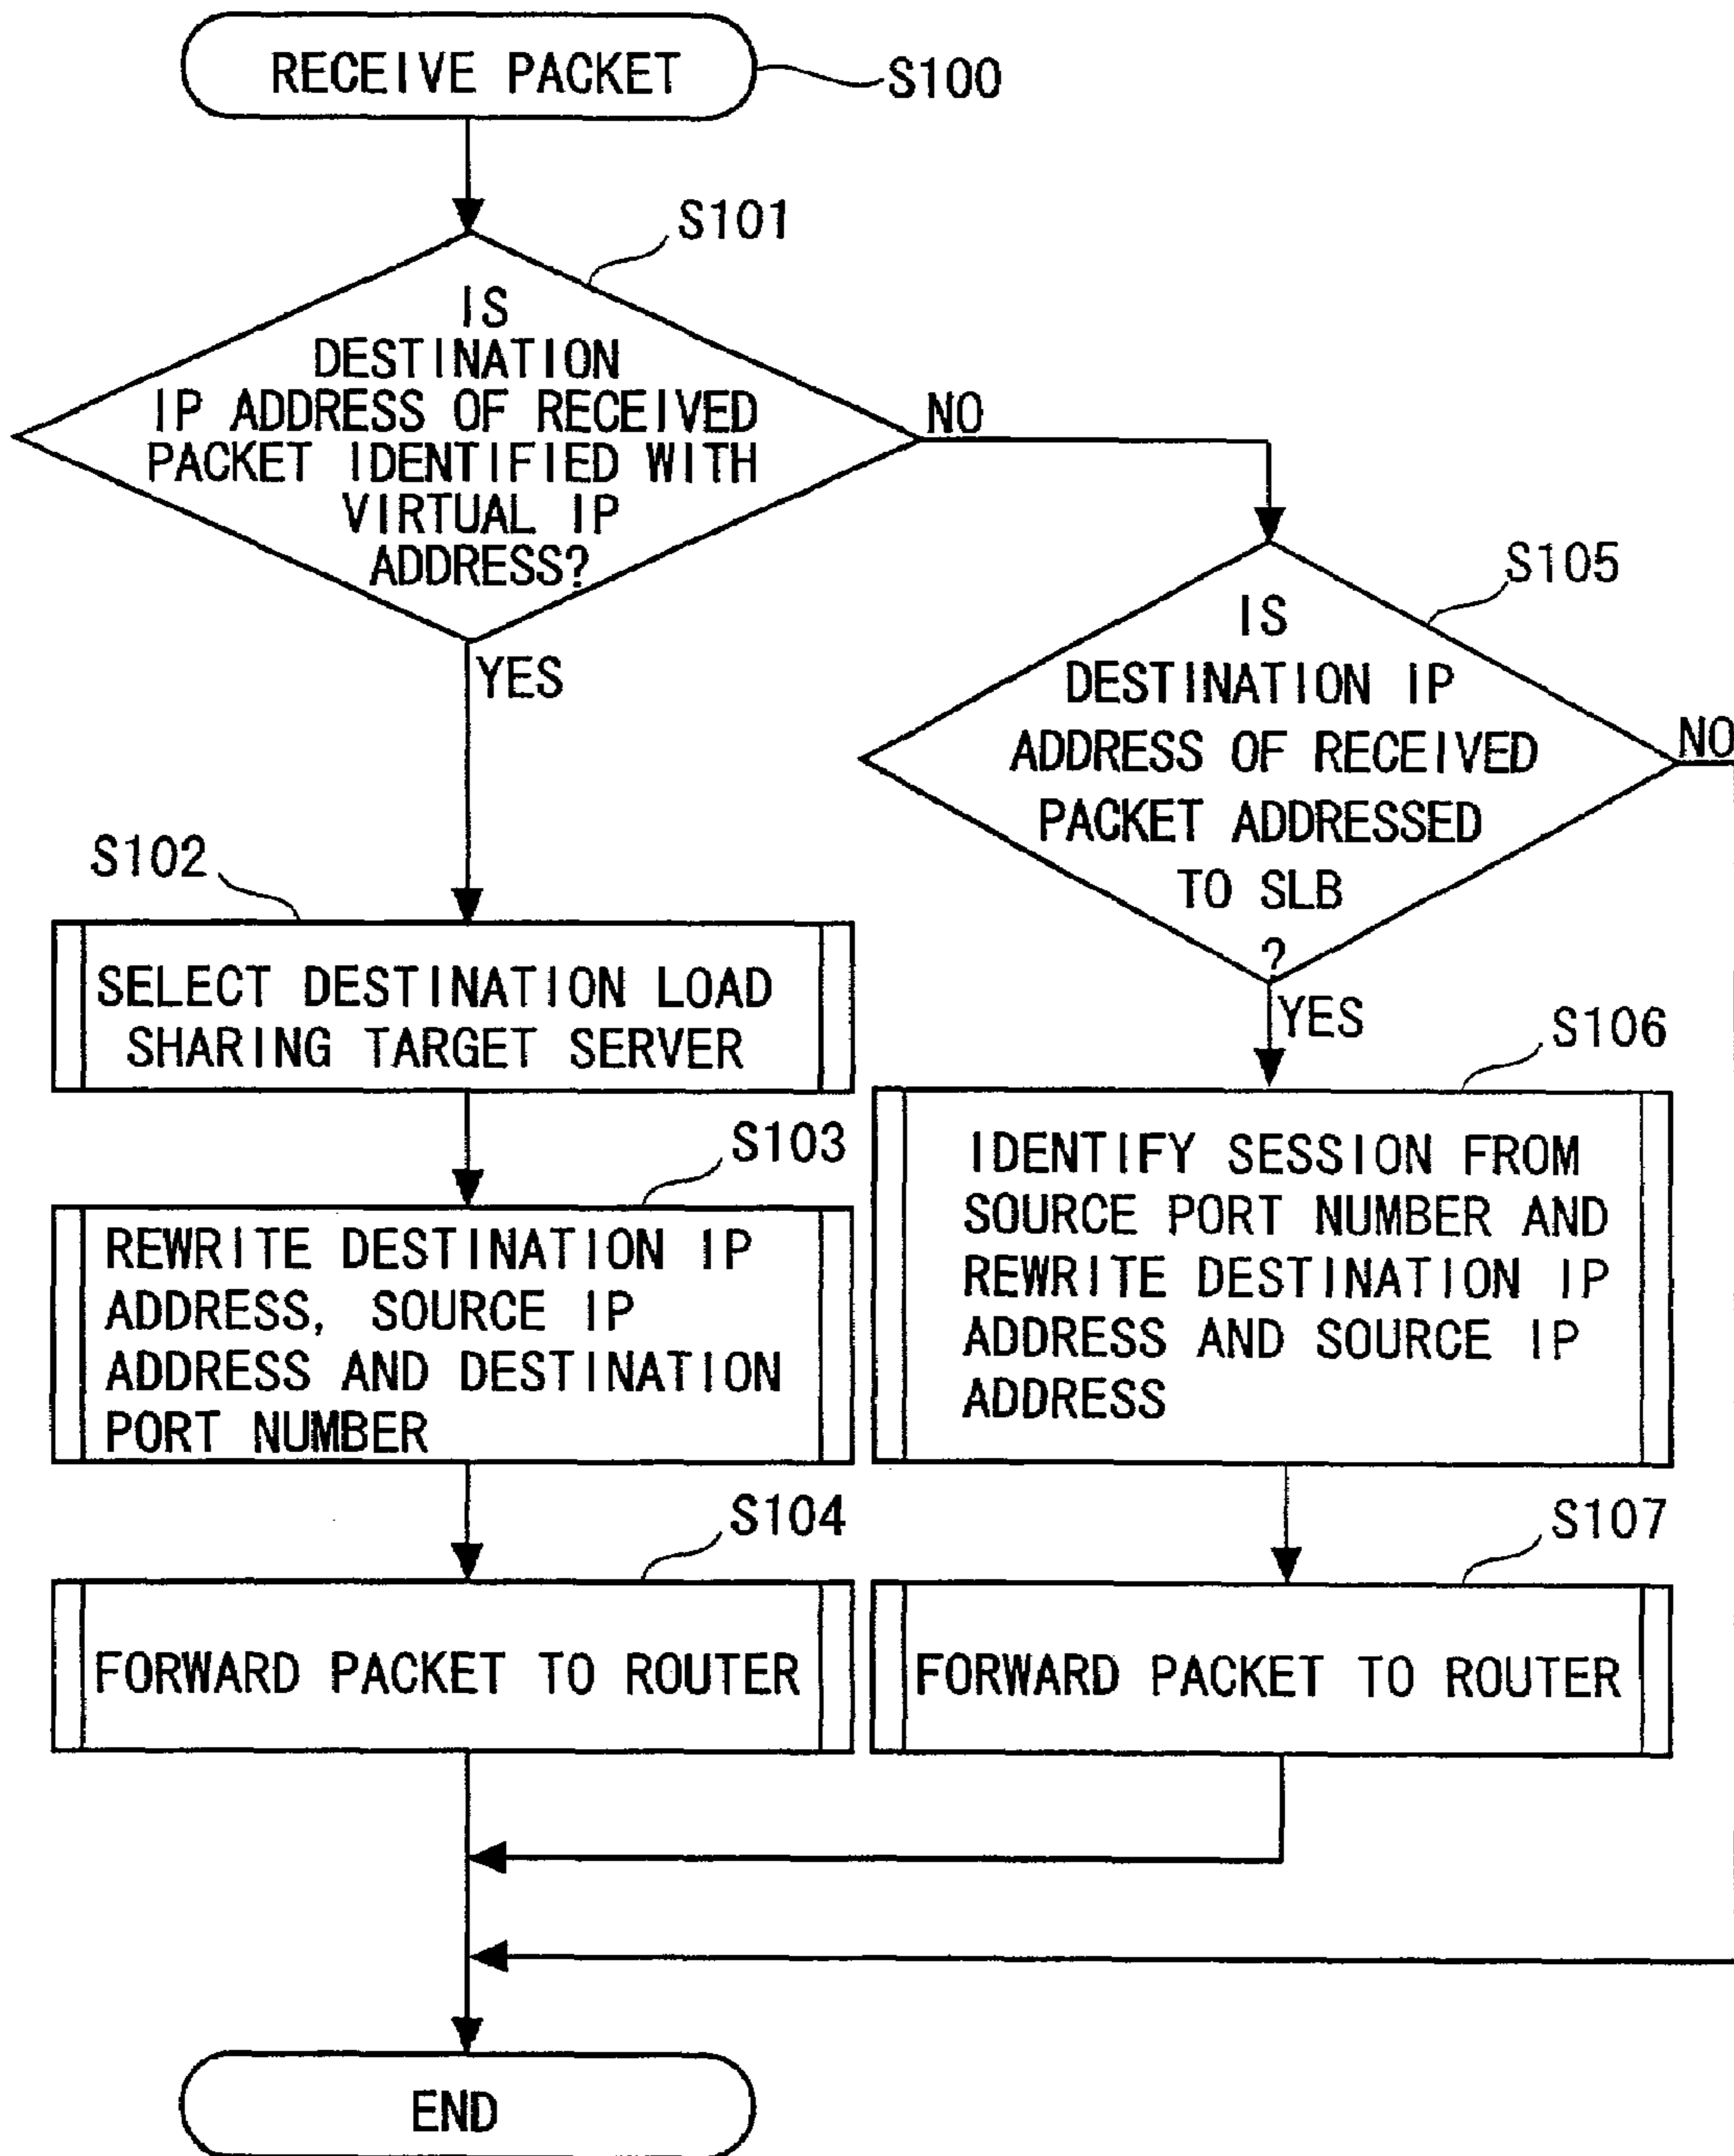 RECEIVE PACKET
S100
S101
IS
DESTINATION
IP ADDRESS OF RECEIVED
PACKET IDENTIFIED WITH
VIRTUAL IP
ADDRESS?
NO
YES
S105
IS
DESTINATION IP
ADDRESS OF RECEIVED
PACKET ADDRESSED
TO SLB
?
NO
YES
S102
SELECT DESTINATION LOAD
SHARING TARGET SERVER
S103
REWRITE DESTINATION IP
ADDRESS, SOURCE IP
ADDRESS AND DESTINATION
PORT NUMBER
S104
FORWARD PACKET TO ROUTER
S106
IDENTIFY SESSION FROM
SOURCE PORT NUMBER AND
REWRITE DESTINATION IP
ADDRESS AND SOURCE IP
ADDRESS
S107
FORWARD PACKET TO ROUTER
END